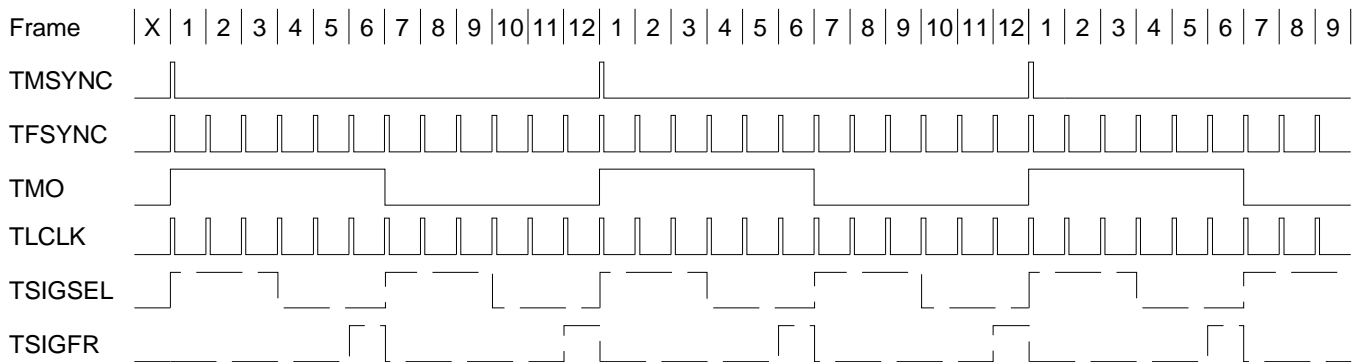 Frame X 1 2 3 4 5 6 7 8 9 10 11 12 1 2 3 4 5 6 7 8 9 10 11 12 1 2 3 4 5 6 7 8 9
TMSYNC
TFSYNC
TMO
TLCLK
TSIGSEL
TSIGFR